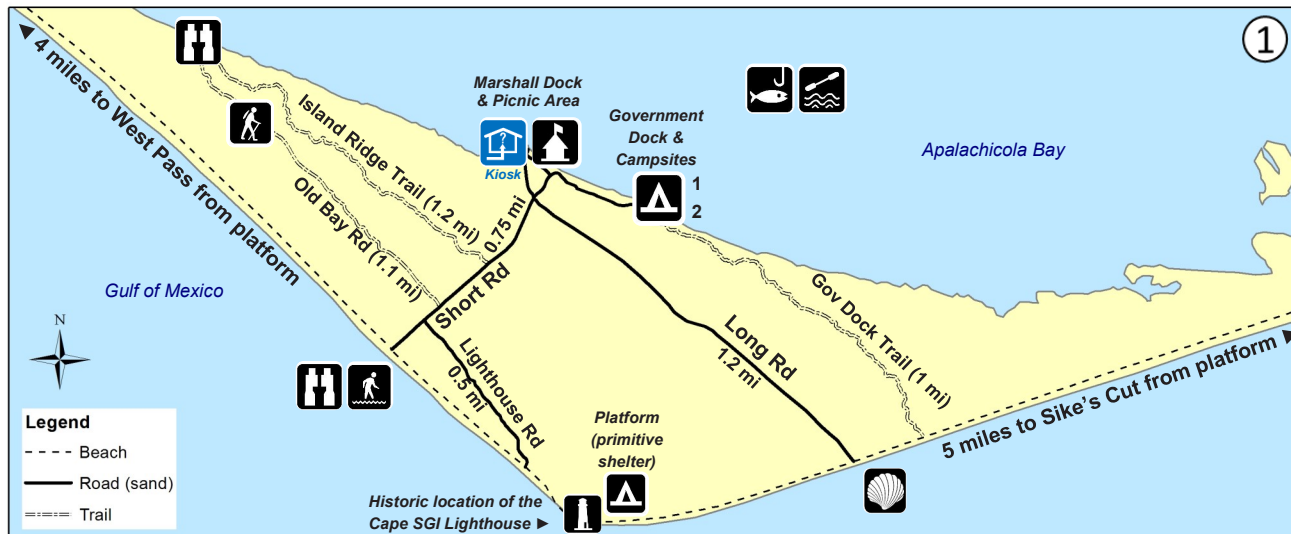 1
4 miles to West Pass from platform
Island Ridge Trail (1.2 mi)
Old Bay Rd (1.1 mi)
Marshall Dock
& Picnic Area
?
Kiosk
Government
Dock &
Campsites
1
2
Apalachicola Bay
0.75 mi
Short Rd
Gulf of Mexico
N
Lighthouse Rd
0.5 mi
Long Rd
1.2 mi
Gov Dock Trail (1 mi)
5 miles to Sike's Cut from platform
Platform
(primitive
shelter)
Historic location of the
Cape SGI Lighthouse ►
Legend
Beach
Road (sand)
Trail